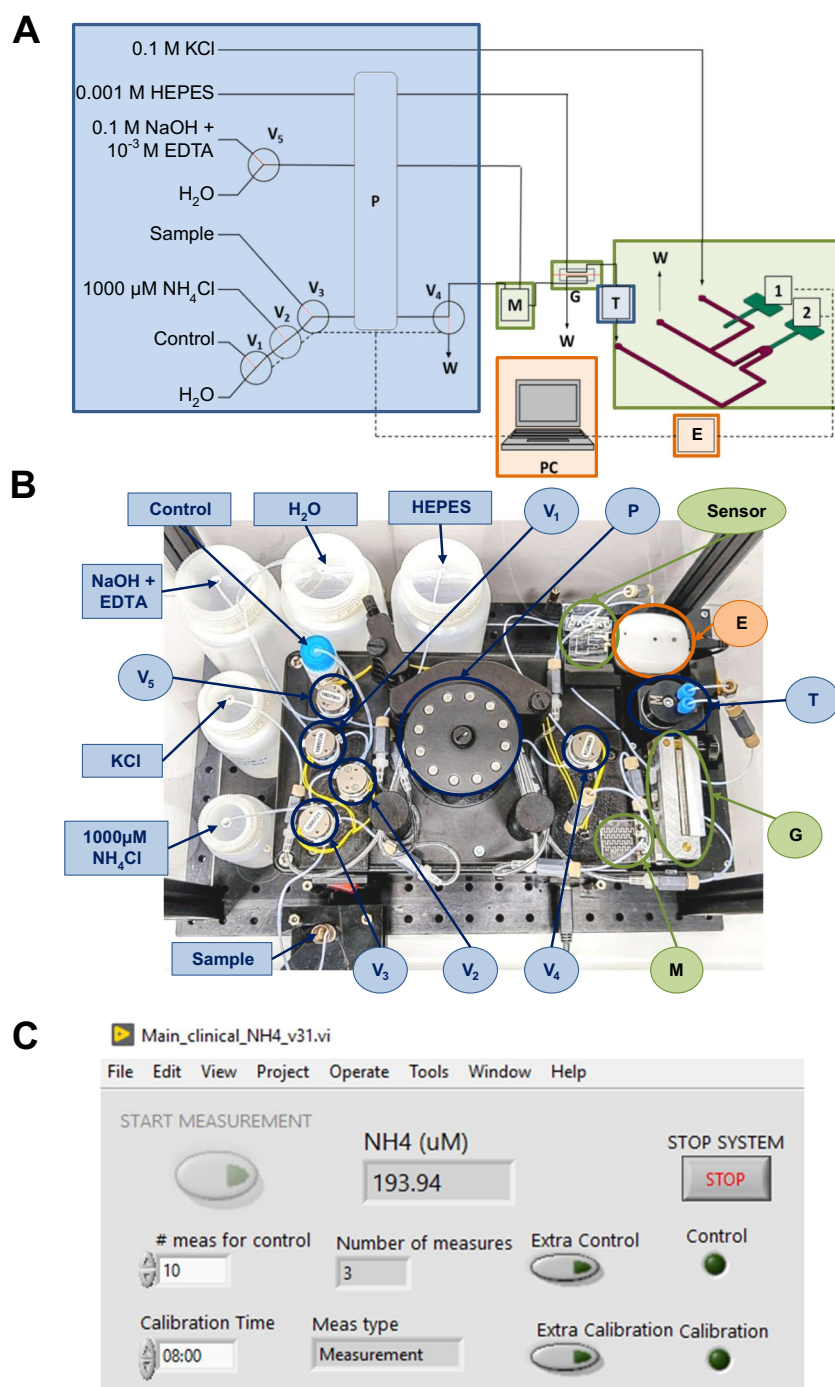 A
0.1 M KCl
0.001 M HEPES
0.1 M NaOH +
10⁻³ M EDTA
V₅
H₂O
P
Sample
1000 µM NH₄Cl
V₃
V₄
V₂
Control
V₁
H₂O
W
M
G
W
T
W
1
2
E
PC
B
Control
H₂O
HEPES
V₁
P
Sensor
NaOH +
EDTA
E
V₅
T
KCl
1000µM
NH₄Cl
G
Sample
V₃
V₂
V₄
M
C
Main_clinical_NH4_v31.vi
File Edit View Project Operate Tools Window Help
START MEASUREMENT
NH4 (uM)
193.94
STOP SYSTEM
STOP
# meas for control
10
Number of measures
3
Extra Control
Control
Calibration Time
08:00
Meas type
Measurement
Extra Calibration
Calibration